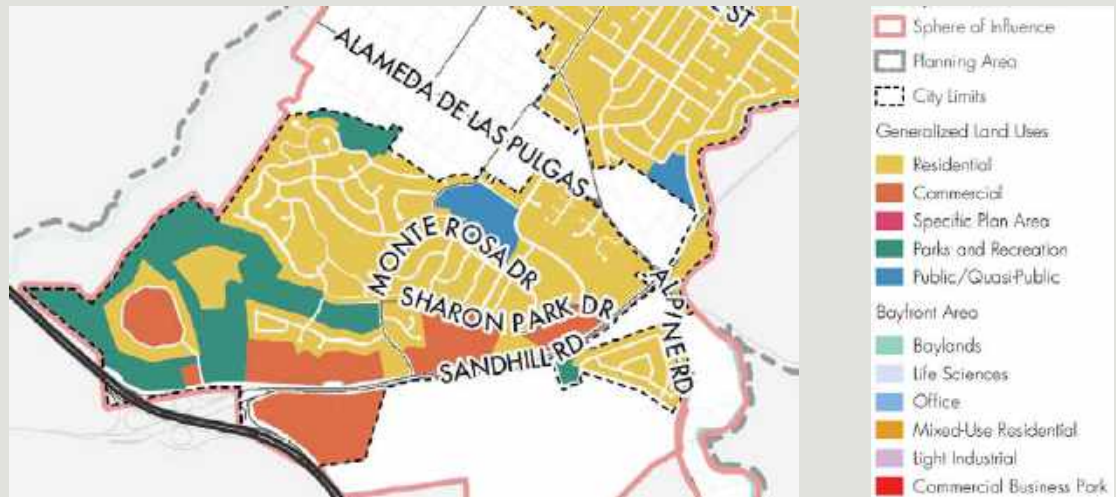 ST
ALAMEDA DE LAS PULGAS
MONTE ROSA DR
SHARON PARK DR
ALPINE RD
SANDHILL RD
Sphere of Influence
Planning Area
City Limits
Generalized Land Uses
Residential
Commercial
Specific Plan Area
Parks and Recreation
Public/Quasi-Public
Bayfront Area
Baylands
Life Sciences
Office
Mixed-Use Residential
Light Industrial
Commercial Business Park